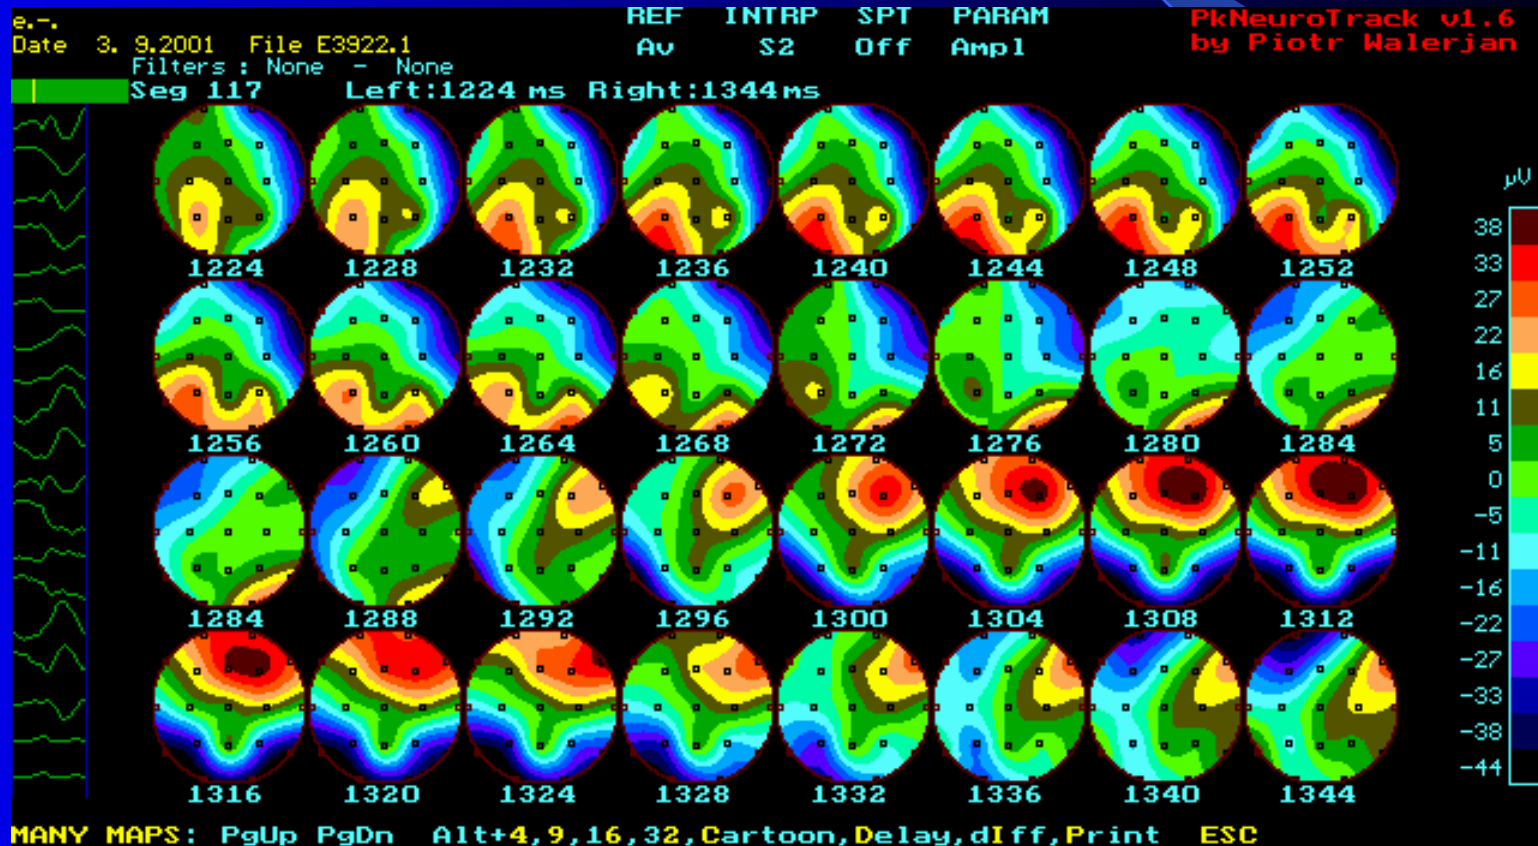 e.-.
REF INTRP SPT PARAM
PkNeuroTrack v1.6
Date 3. 9.2001 File E3922.1
Av S2 Off Ampl
by Piotr Walerjan
Filters : None - None
Seg 117 Left:1224 ms Right:1344ms
1224 1228 1232 1236 1240 1244 1248 1252
1256 1260 1264 1268 1272 1276 1280 1284
1284 1288 1292 1296 1300 1304 1308 1312
1316 1320 1324 1328 1332 1336 1340 1344
µV
38
33
27
22
16
11
5
0
-5
-11
-16
-22
-27
-33
-38
-44
MANY MAPS: PgUp PgDn Alt+4,9,16,32,Cartoon,Delay,dIff,Print ESC